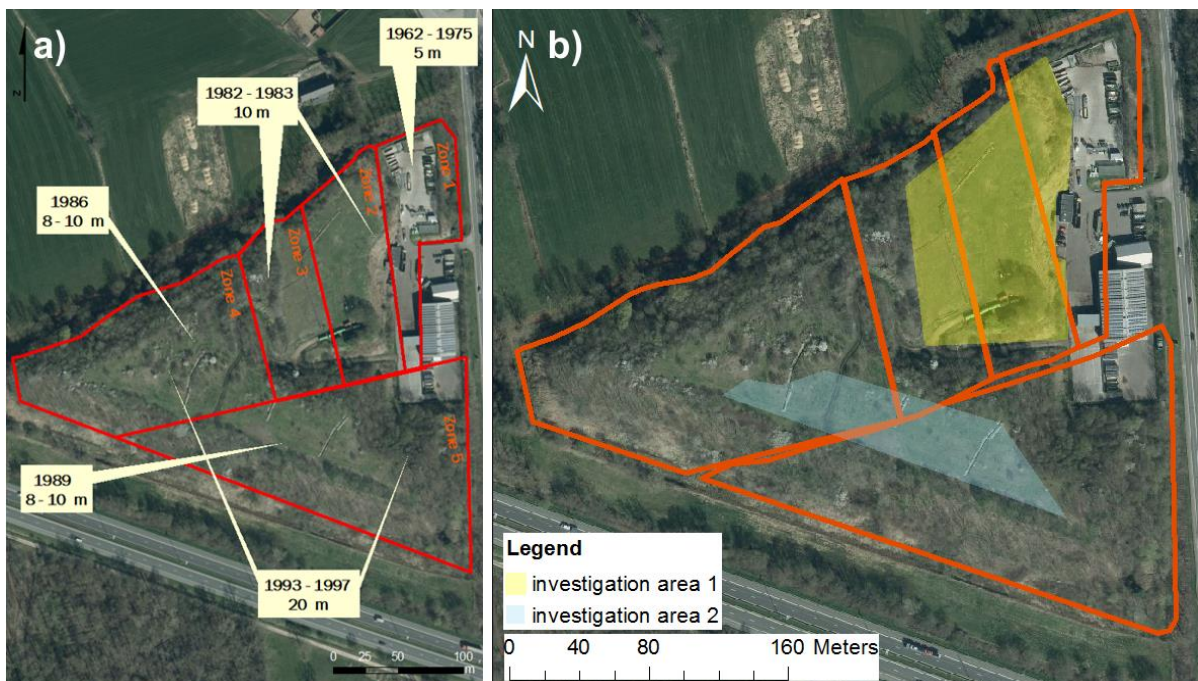 a)
1962 - 1975
5 m
1982 - 1983
10 m
Zone 1
Zone 2
1986
8 - 10 m
Zone 3
Zone 4
Zone 5
1989
8 - 10 m
1993 - 1997
20 m
0 25 50 100
m
z
b)
N
Legend
investigation area 1
investigation area 2
0 40 80 160 Meters